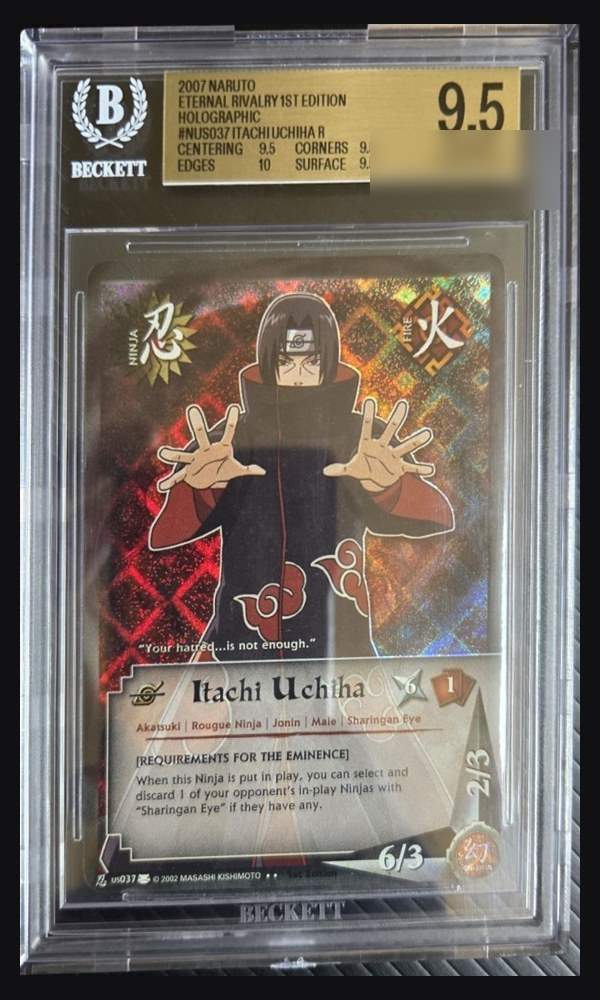 B
BECKETT
2007 NARUTO
ETERNAL RIVALRY 1ST EDITION
HOLOGRAPHIC
#NUS037 ITACHI UCHIHA R
CENTERING 9.5 CORNERS 9.
EDGES 10 SURFACE 9.
9.5
NINJA
忍
FIRE
火
"Your hatred...is not enough."
Itachi Uchiha
6
1
Akatsuki | Rougue Ninja | Jonin | Male | Sharingan Eye
[REQUIREMENTS FOR THE EMINENCE]
When this Ninja is put in play, you can select and
discard 1 of your opponent's in-play Ninjas with
"Sharingan Eye" if they have any.
2/3
6/3
幻
忍 US037 © 2002 MASASHI KISHIMOTO 1st Edition
BECKETT